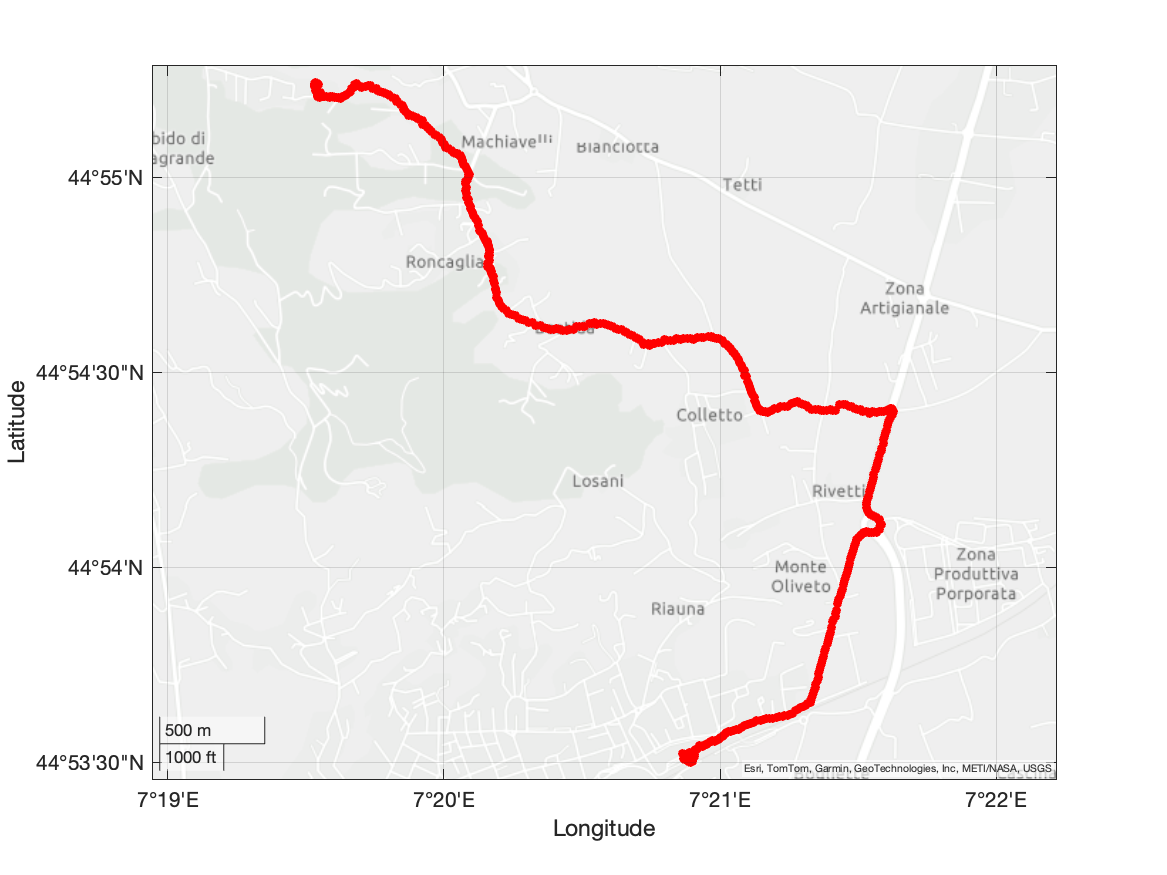 bido di
agrande
Machiave
Bianciotta
44°55'N
Tetti
Roncaglia
Zona
Artigianale
44°54'30"N
Colletto
Losani
Rivetti
44°54'N
Monte
Oliveto
Zona
Produttiva
Porporata
Riauna
500 m
1000 ft
44°53'30"N
Esri, TomTom, Garmin, GeoTechnologies, Inc, METI/NASA, USGS
7°19'E
7°20'E
7°21'E
7°22'E
Longitude
Latitude